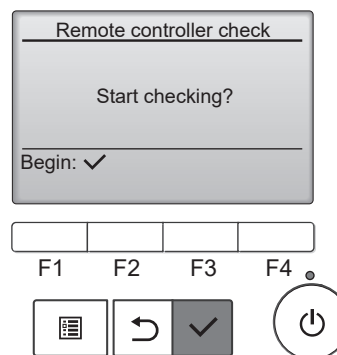 Remote controller check
Start checking?
Begin: ✓
F1 F2 F3 F4